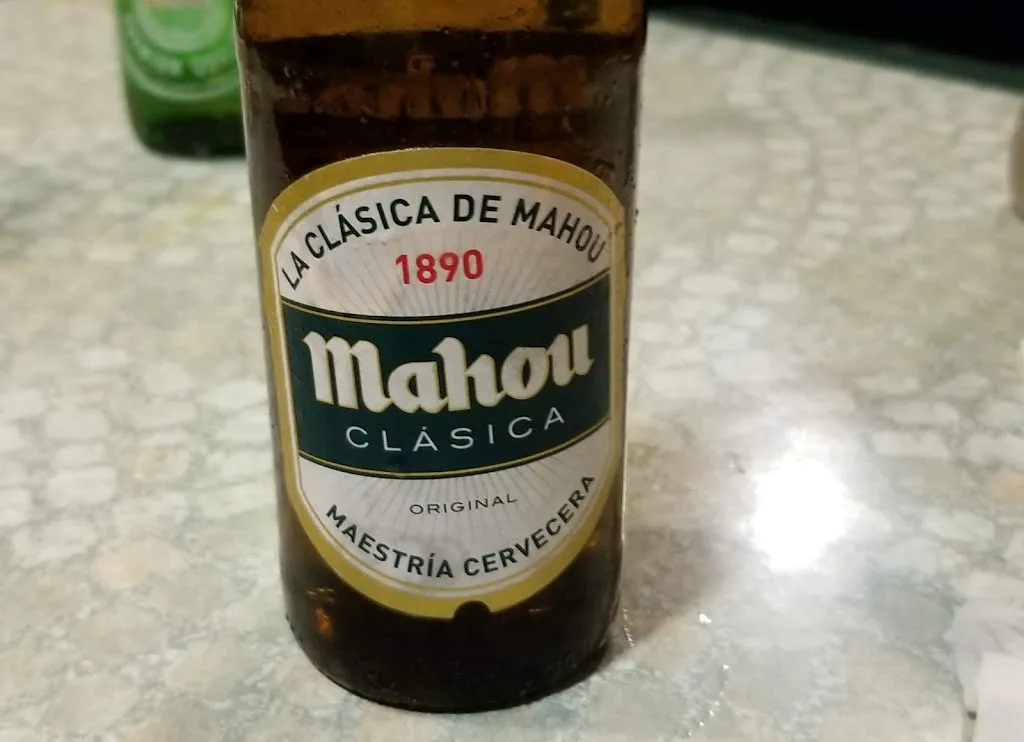 LA CLÁSICA DE MAHOU
1890
Mahou
CLÁSICA
ORIGINAL
MAESTRÍA CERVECERA